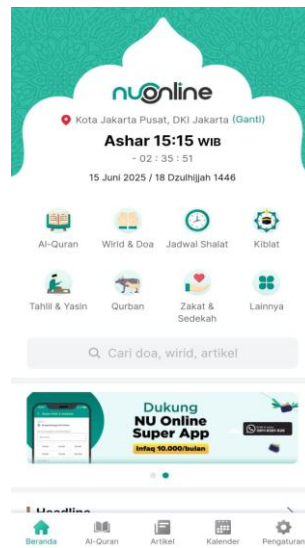 nuonline
Kota Jakarta Pusat, DKI Jakarta (Ganti)
Ashar 15:15 WIB
- 02 : 35 : 51
15 Juni 2025 / 18 Dzulhijjah 1446
Al-Quran
Wirid & Doa
Jadwal Shalat
Kiblat
Tahlil & Yasin
Qurban
Zakat &
Sedekah
Lainnya
Cari doa, wirid, artikel
Dukung
NU Online
Super App
Infaq 10.000/bulan
Headline
Beranda
Al-Quran
Artikel
Kalender
Pengaturan